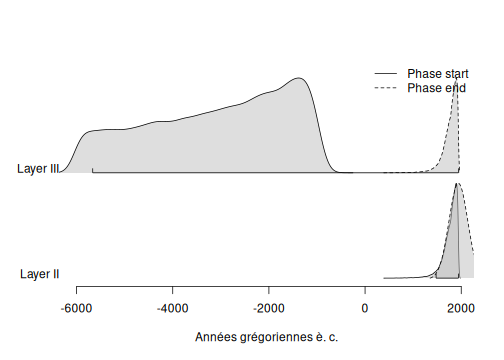 Phase start
Phase end
Layer III
Layer II
-6000 -4000 -2000 0 2000
Années grégoriennes è. c.